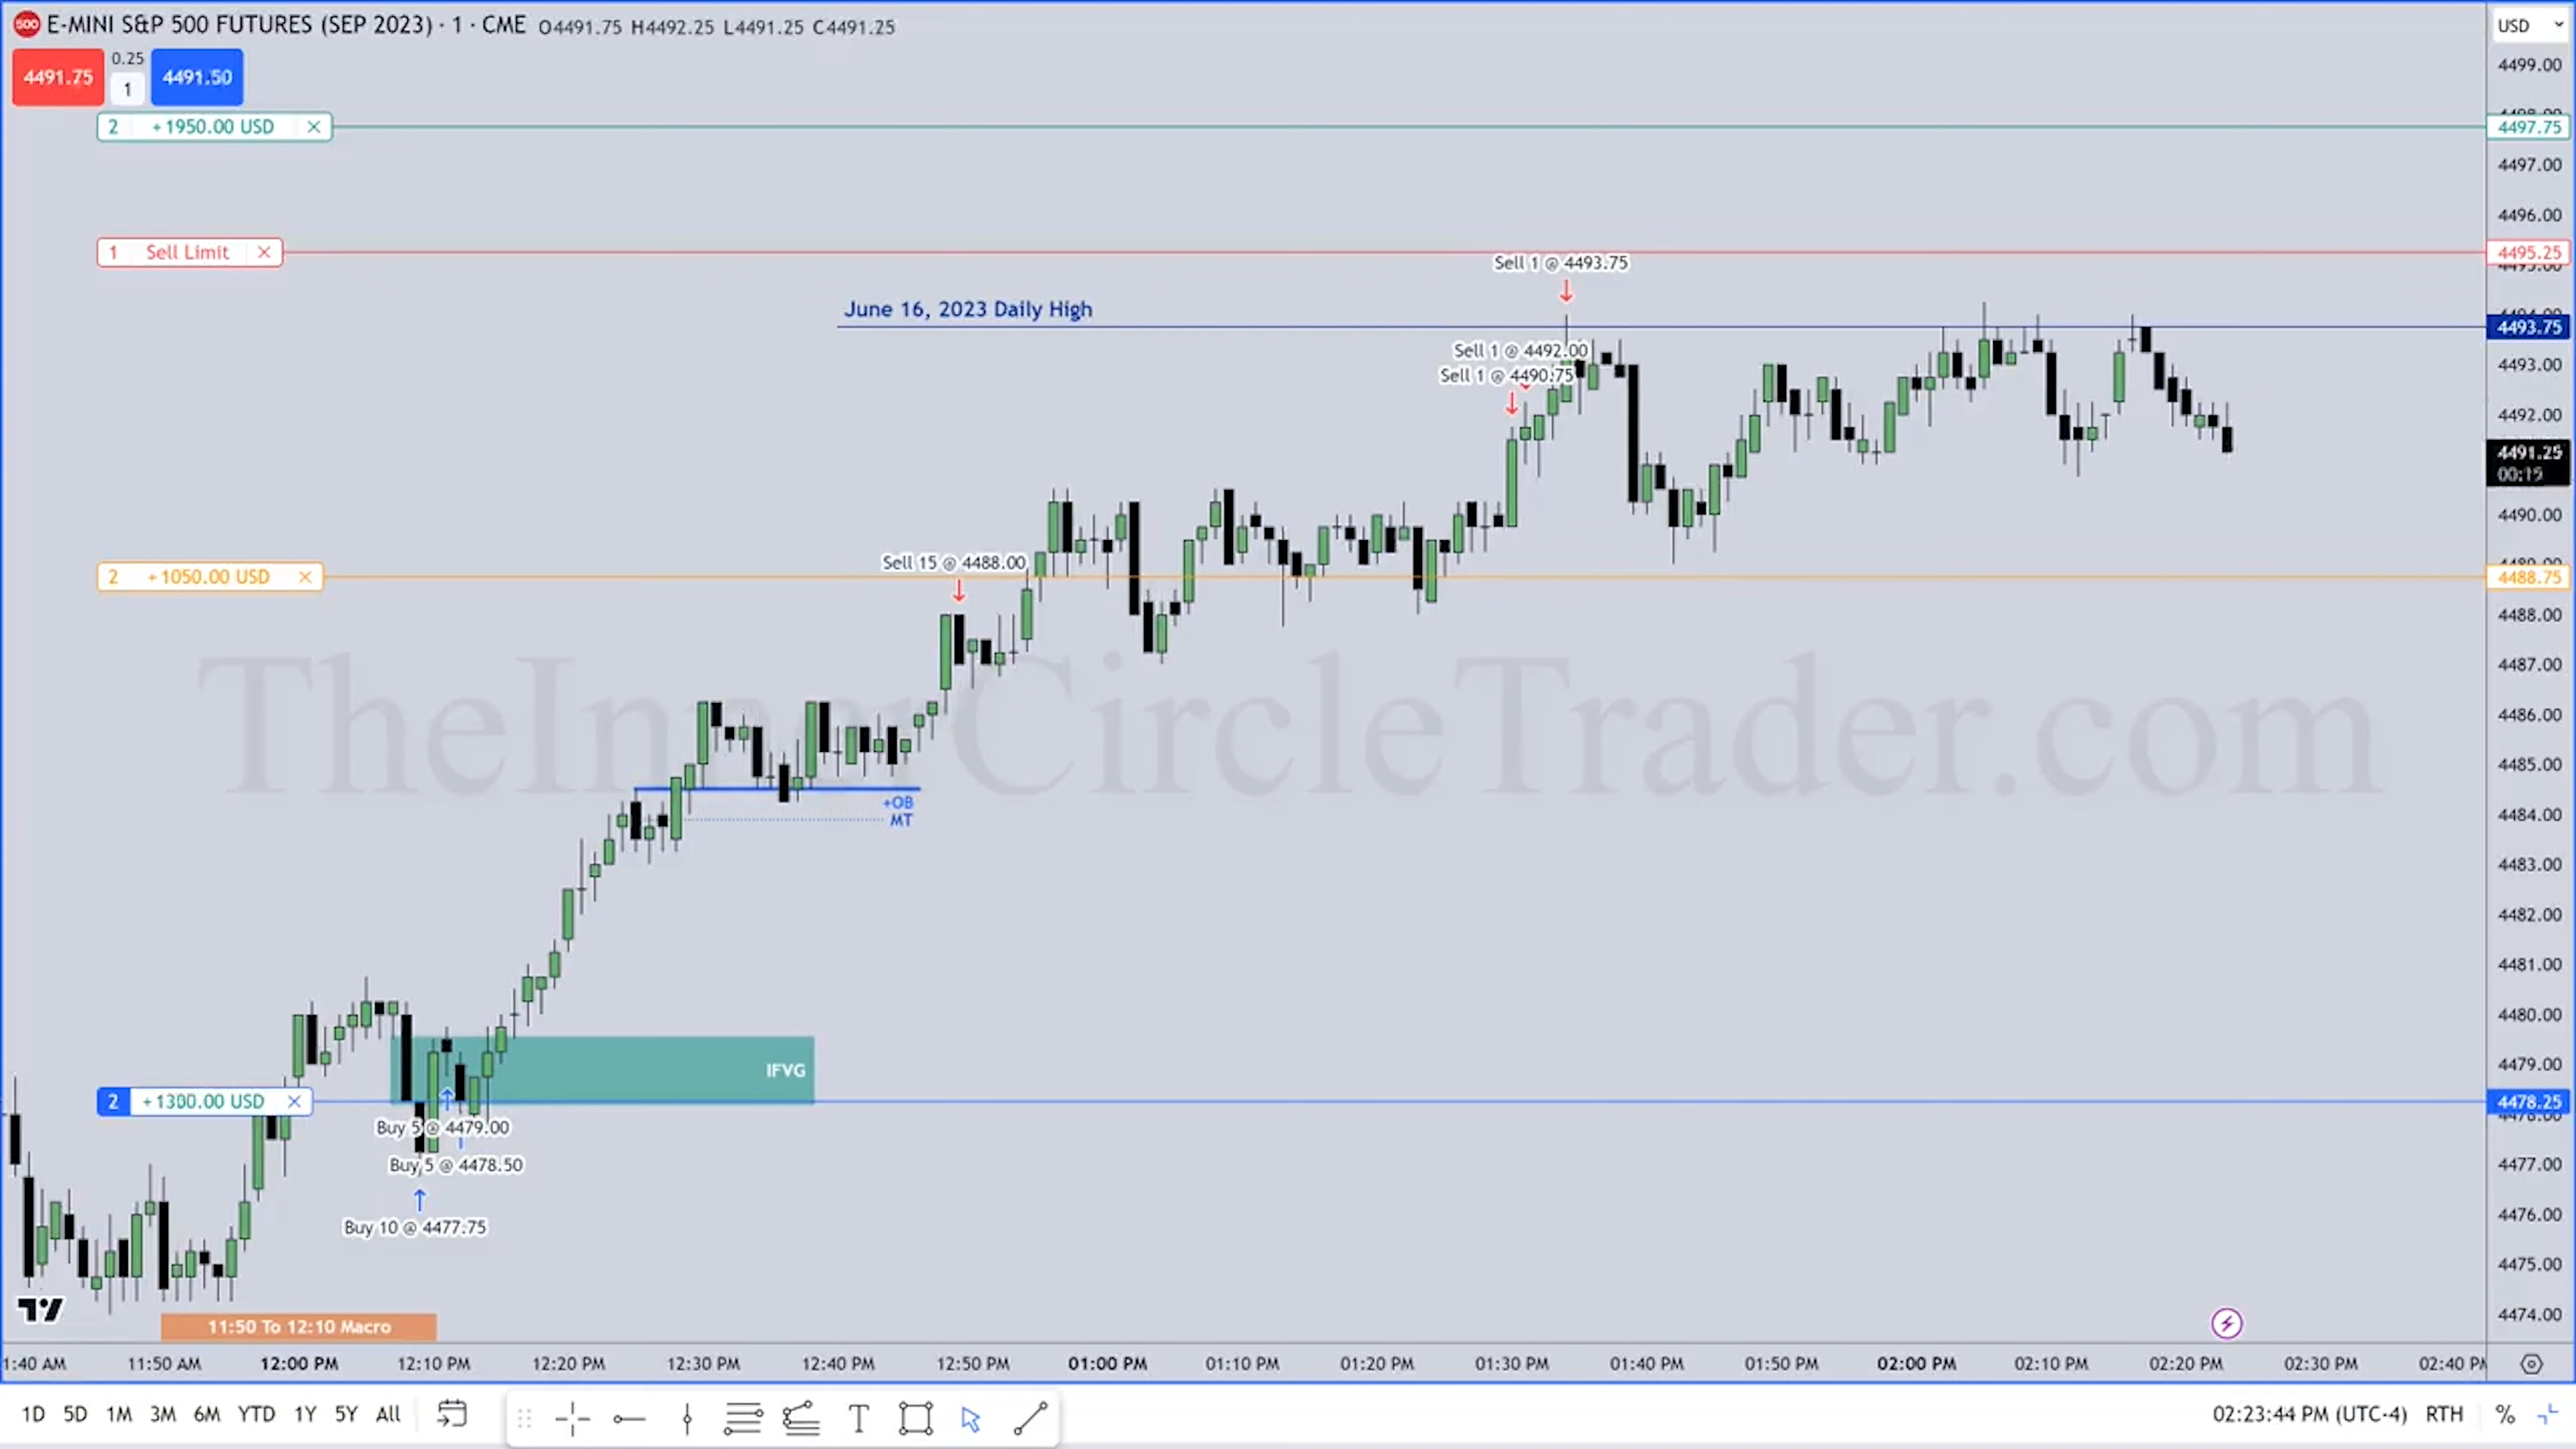 E-MINI S&P 500 FUTURES (SEP 2023) · 1 · CME O4491.75 H4492.25 L4491.25 C4491.25
USD
4491.75 0.25 1 4491.50
4499.00
2 +1950.00 USD
4497.75
4497.00
4496.00
1 Sell Limit
4495.25
Sell 1 @ 4493.75
June 16, 2023 Daily High
4493.75
Sell 1 @ 4492.00
Sell 1 @ 4490.75
4493.00
4492.00
4491.25
00:15
4490.00
Sell 15 @ 4488.00
2 +1050.00 USD
4488.75
4488.00
4487.00
TheInnerCircleTrader.com
4486.00
4485.00
+OB
MT
4484.00
4483.00
4482.00
4481.00
4480.00
IFVG
4479.00
2 +1300.00 USD
4478.25
Buy 5 @ 4479.00
Buy 5 @ 4478.50
4477.00
Buy 10 @ 4477.75
4476.00
4475.00
4474.00
11:50 To 12:10 Macro
1:40 AM 11:50 AM 12:00 PM 12:10 PM 12:20 PM 12:30 PM 12:40 PM 12:50 PM 01:00 PM 01:10 PM 01:20 PM 01:30 PM 01:40 PM 01:50 PM 02:00 PM 02:10 PM 02:20 PM 02:30 PM 02:40 PM
1D 5D 1M 3M 6M YTD 1Y 5Y All
02:23:44 PM (UTC-4) RTH %